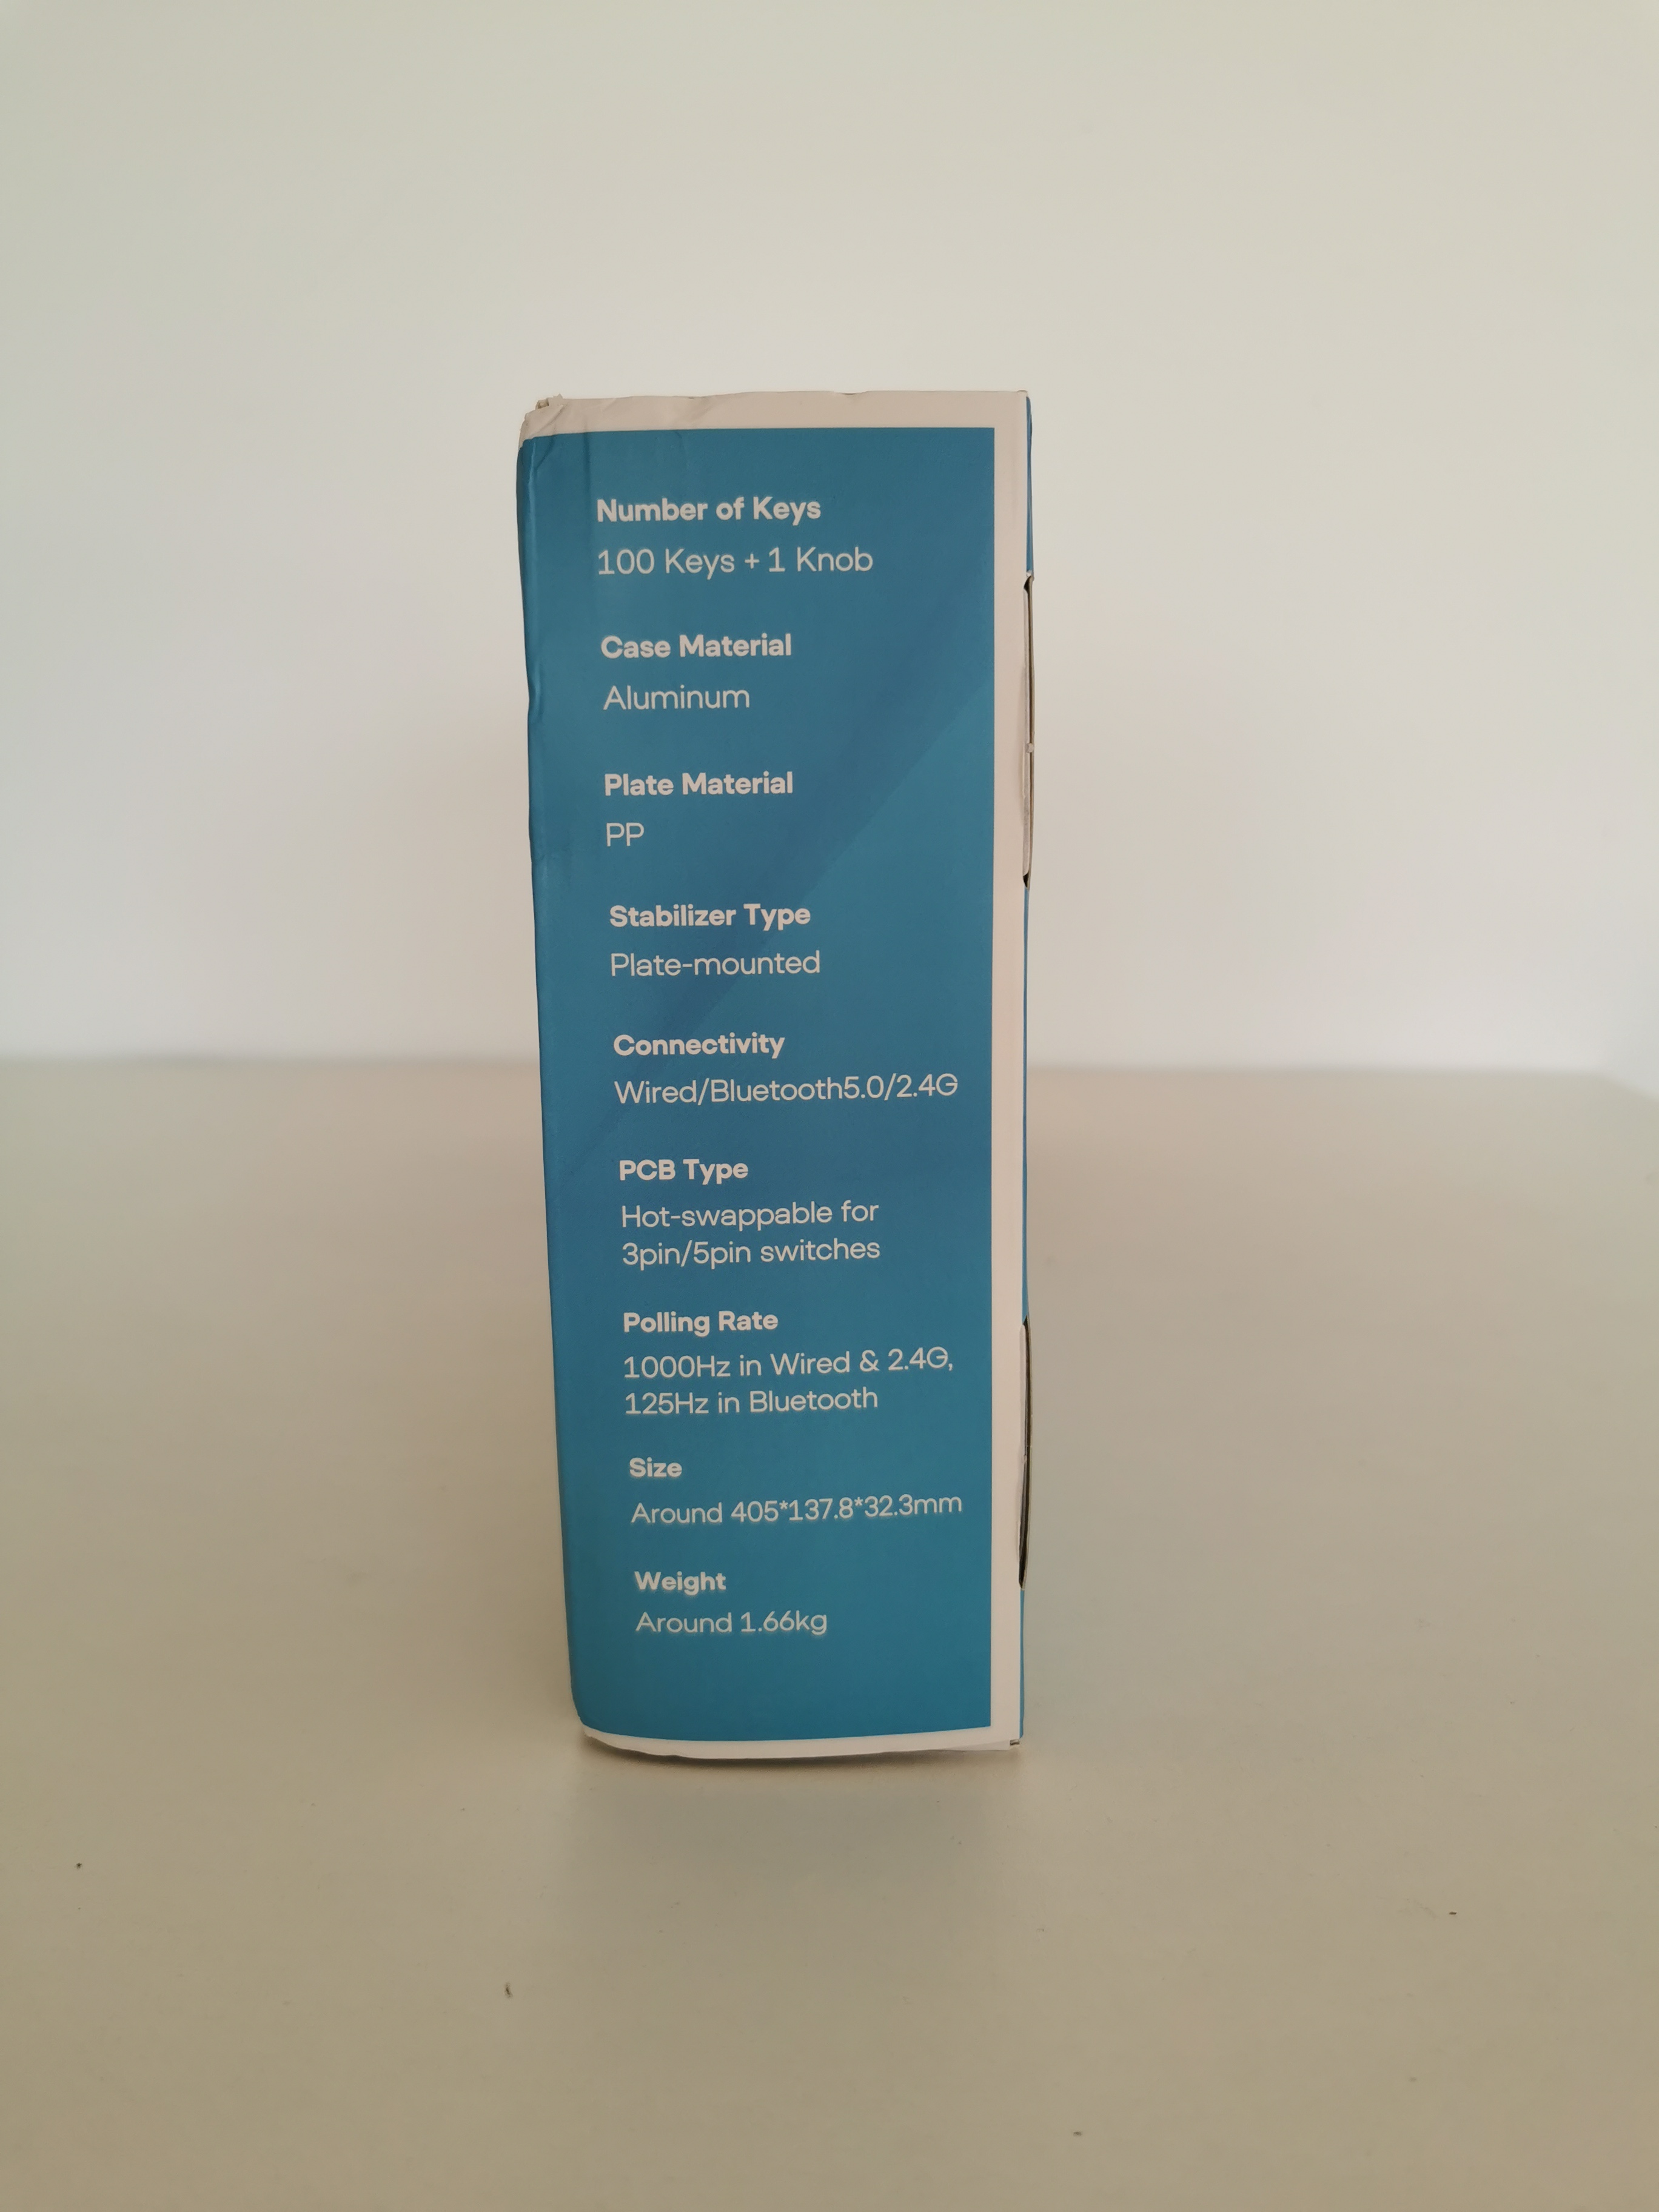 Number of Keys
100 Keys + 1 Knob
Case Material
Aluminum
Plate Material
PP
Stabilizer Type
Plate-mounted
Connectivity
Wired/Bluetooth5.0/2.4G
PCB Type
Hot-swappable for
3pin/5pin switches
Polling Rate
1000Hz in Wired & 2.4G,
125Hz in Bluetooth
Size
Around 405*137.8*32.3mm
Weight
Around 1.66kg